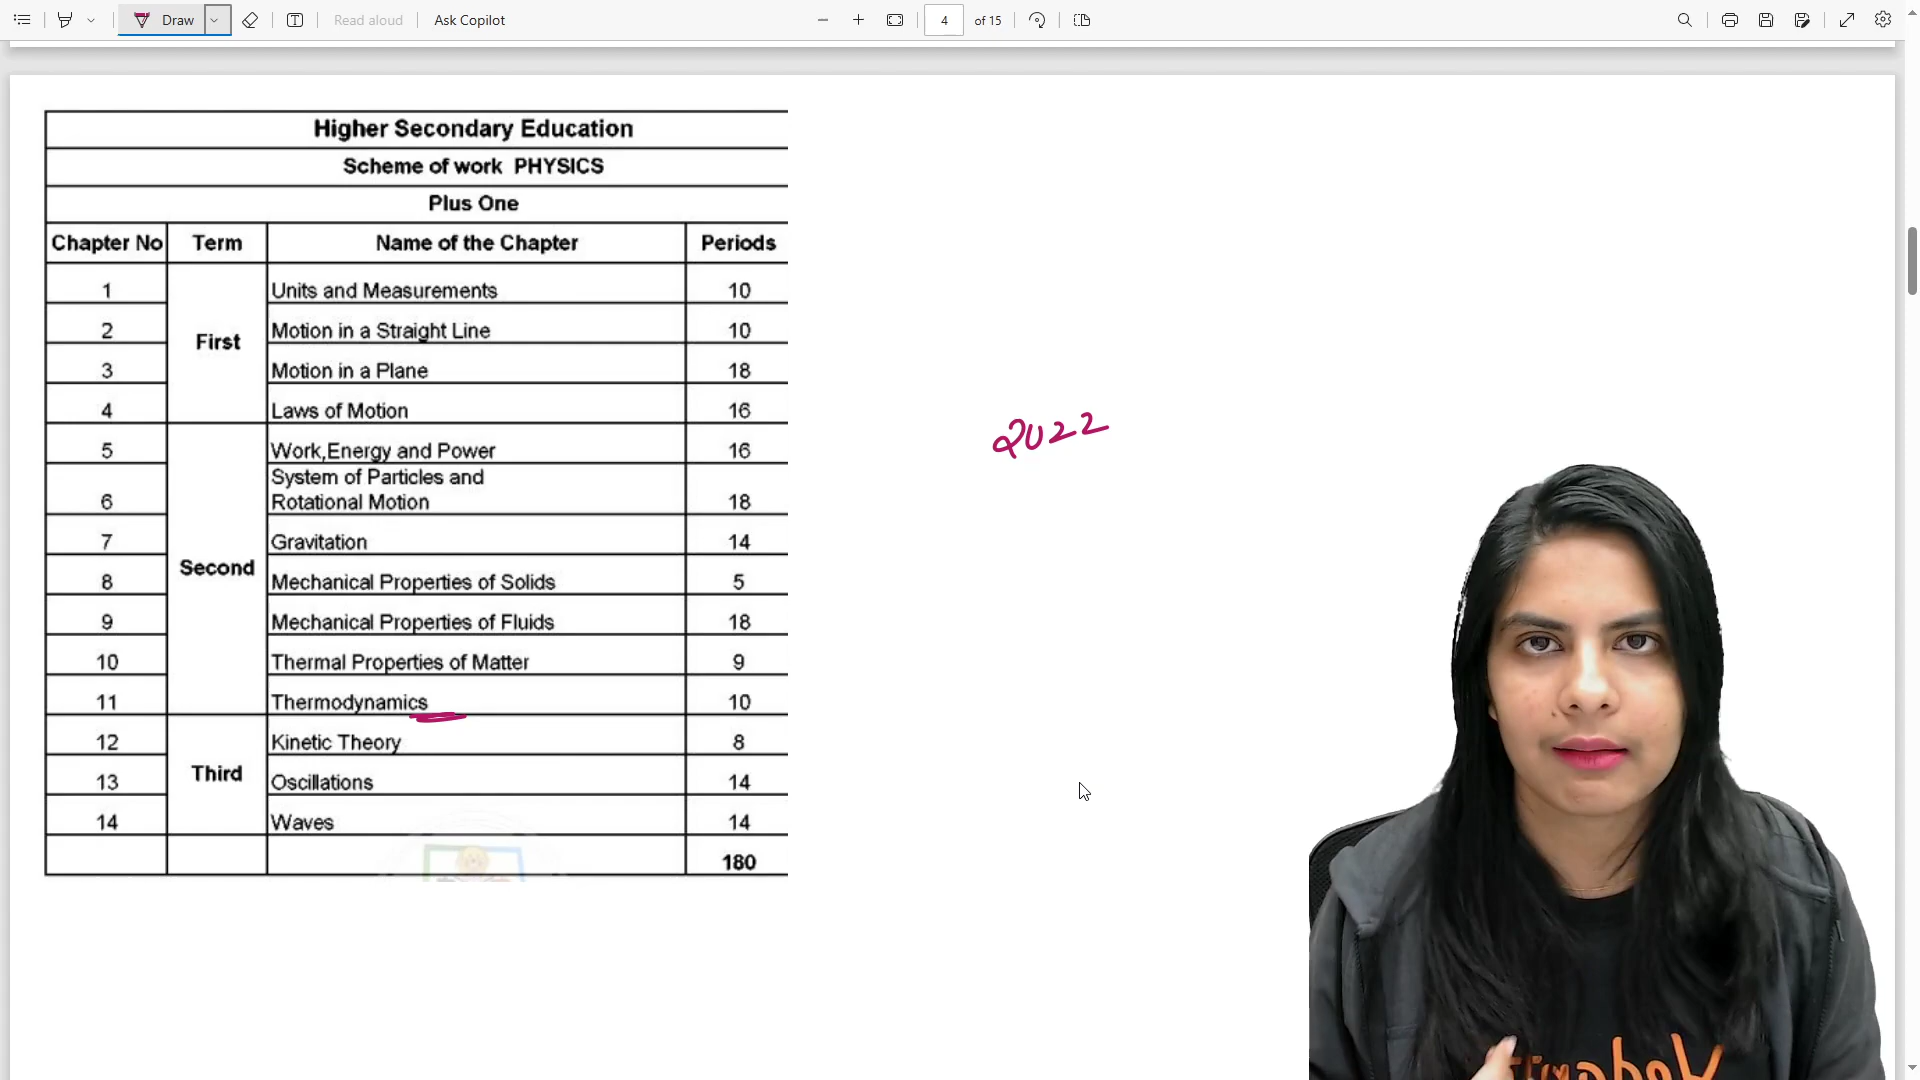 Draw
Read aloud
Ask Copilot
4 of 15
Higher Secondary Education
Scheme of work PHYSICS
Plus One
Chapter No Term Name of the Chapter Periods
1 Units and Measurements 10
2 Motion in a Straight Line 10
First
3 Motion in a Plane 18
4 Laws of Motion 16
5 Work,Energy and Power 16
System of Particles and
6 Rotational Motion 18
7 Gravitation 14
Second
8 Mechanical Properties of Solids 5
9 Mechanical Properties of Fluids 18
10 Thermal Properties of Matter 9
11 Thermodynamics 10
12 Kinetic Theory 8
Third
13 Oscillations 14
14 Waves 14
180